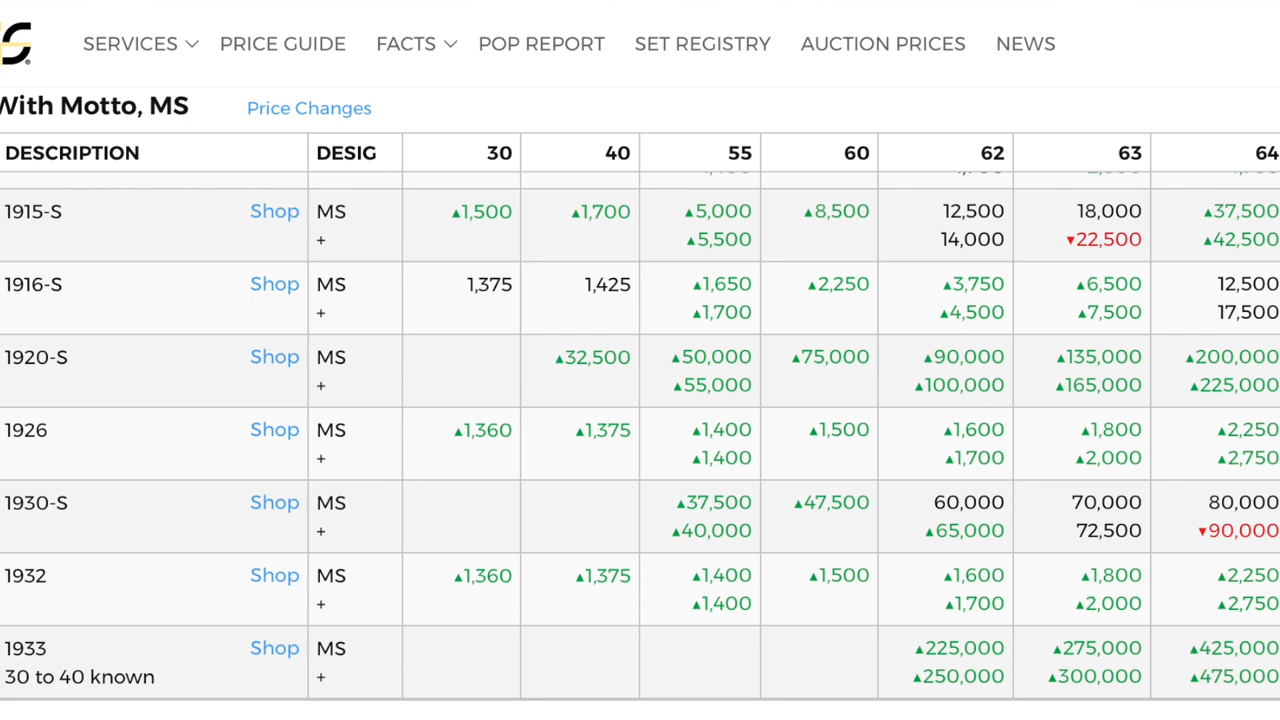 SERVICES PRICE GUIDE FACTS POP REPORT SET REGISTRY AUCTION PRICES NEWS
With Motto, MS Price Changes
DESCRIPTION DESIG 30 40 55 60 62 63 64
1915-S Shop MS ▲1,500 ▲1,700 ▲5,000 ▲8,500 12,500 18,000 ▲37,500
+ ▲5,500 14,000 ▼22,500 ▲42,500
1916-S Shop MS 1,375 1,425 ▲1,650 ▲2,250 ▲3,750 ▲6,500 12,500
+ ▲1,700 ▲4,500 ▲7,500 17,500
1920-S Shop MS ▲32,500 ▲50,000 ▲75,000 ▲90,000 ▲135,000 ▲200,000
+ ▲55,000 ▲100,000 ▲165,000 ▲225,000
1926 Shop MS ▲1,360 ▲1,375 ▲1,400 ▲1,500 ▲1,600 ▲1,800 ▲2,250
+ ▲1,400 ▲1,700 ▲2,000 ▲2,750
1930-S Shop MS ▲37,500 ▲47,500 60,000 70,000 80,000
+ ▲40,000 ▲65,000 72,500 ▼90,000
1932 Shop MS ▲1,360 ▲1,375 ▲1,400 ▲1,500 ▲1,600 ▲1,800 ▲2,250
+ ▲1,400 ▲1,700 ▲2,000 ▲2,750
1933 Shop MS ▲225,000 ▲275,000 ▲425,000
30 to 40 known + ▲250,000 ▲300,000 ▲475,000